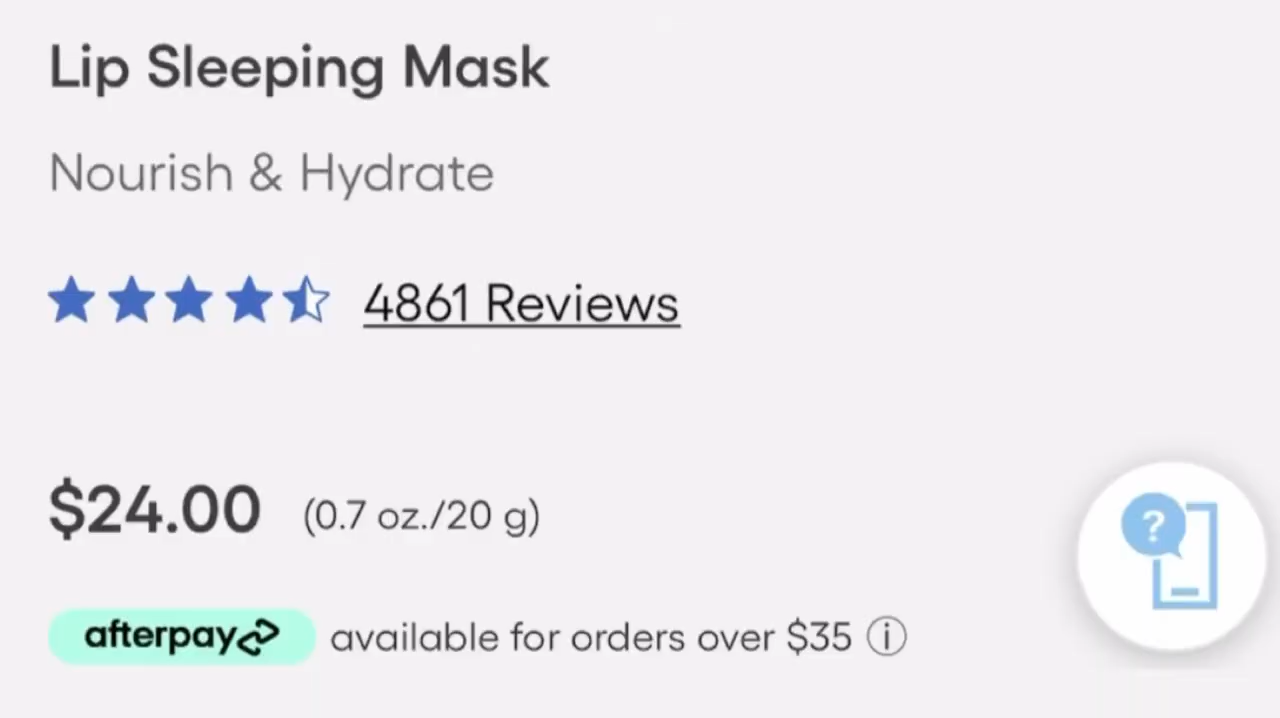 Lip Sleeping Mask
Nourish & Hydrate
4861 Reviews
$24.00 (0.7 oz./20 g)
?
afterpay available for orders over $35 i